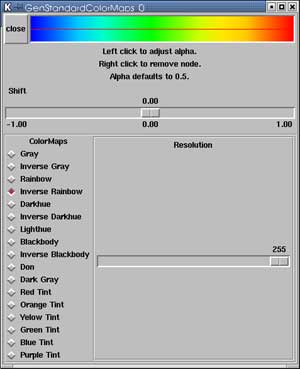 GenStandardColorMaps 0
close
Left click to adjust alpha.
Right click to remove node.
Alpha defaults to 0.5.
Shift
0.00
-1.00 0.00 1.00
ColorMaps
Gray
Inverse Gray
Rainbow
Inverse Rainbow
Darkhue
Inverse Darkhue
Lighthue
Blackbody
Inverse Blackbody
Don
Dark Gray
Red Tint
Orange Tint
Yelow Tint
Green Tint
Blue Tint
Purple Tint
Resolution
255